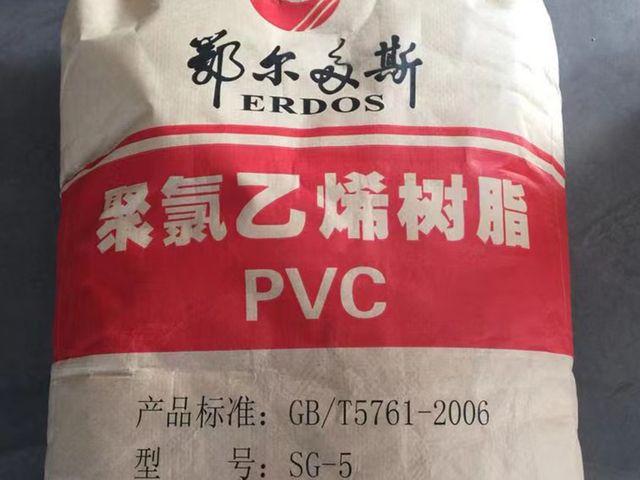 鄂尔多斯
ERDOS
聚氯乙烯树脂
PVC
产品标准：GB/T5761-2006
型 号：SG-5